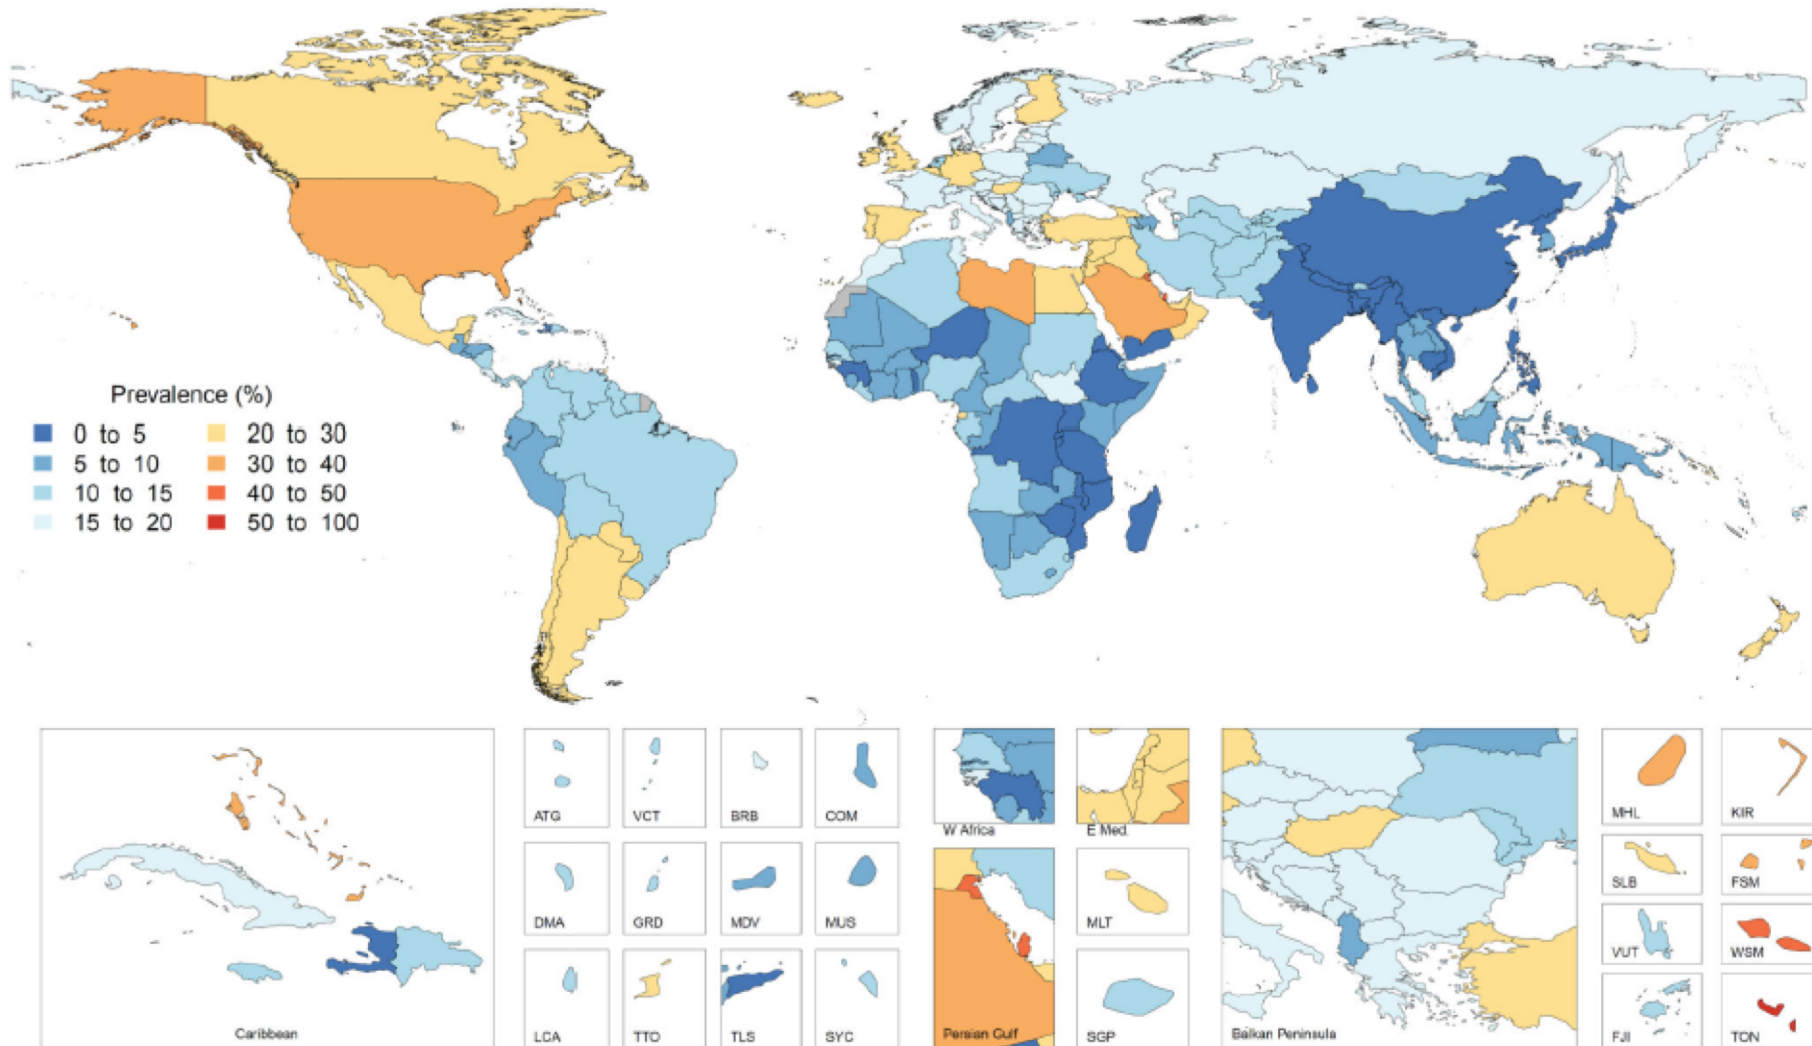 Prevalence (%)
0 to 5
20 to 30
5 to 10
30 to 40
10 to 15
40 to 50
15 to 20
50 to 100
Caribbean
ATG
VCT
BRB
COM
DMA
GRD
MDV
MUS
LCA
TTO
TLS
SYC
W Africa
E Med.
Persian Gulf
MLT
SGP
Balkan Peninsula
MHL
KIR
SLB
FSM
VUT
WSM
FJI
TON